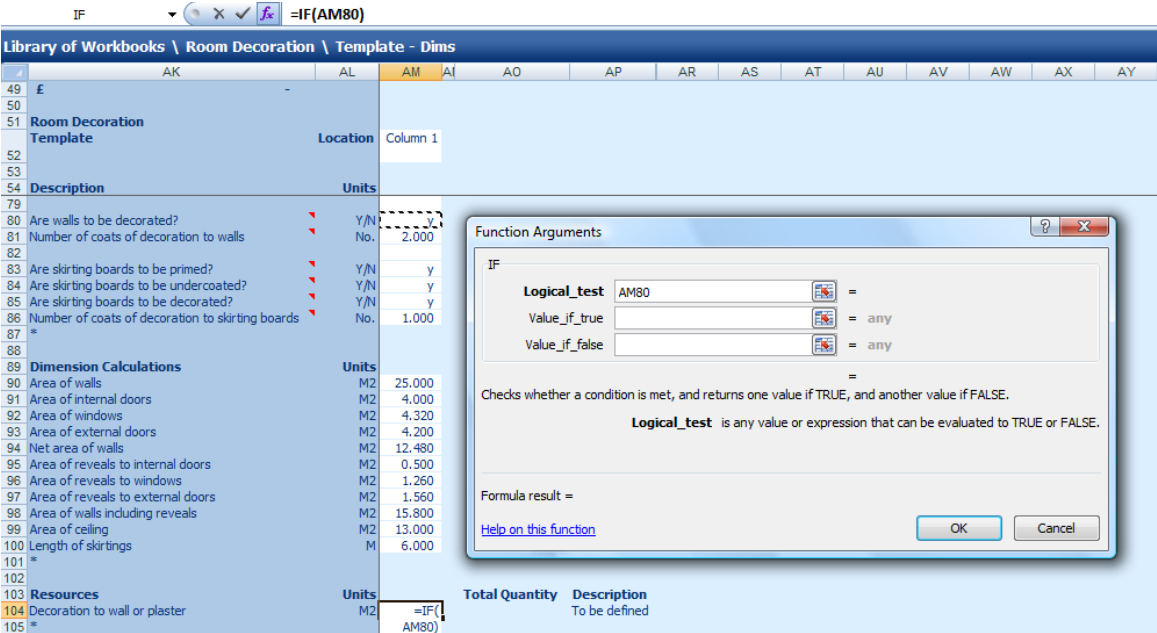 IF =IF(AM80)
Library of Workbooks \ Room Decoration \ Template - Dims
AK AL AM AO AP AR AS AT AU AV AW AX AY
49 £ -
50
51 Room Decoration
Template Location Column 1
52
53
54 Description Units
79
80 Are walls to be decorated? Y/N y
81 Number of coats of decoration to walls No. 2.000
82
83 Are skirting boards to be primed? Y/N y
84 Are skirting boards to be undercoated? Y/N y
85 Are skirting boards to be decorated? Y/N y
86 Number of coats of decoration to skirting boards No. 1.000
87 *
88
89 Dimension Calculations Units
90 Area of walls M2 25.000
91 Area of internal doors M2 4.000
92 Area of windows M2 4.320
93 Area of external doors M2 4.200
94 Net area of walls M2 12.480
95 Area of reveals to internal doors M2 0.500
96 Area of reveals to windows M2 1.260
97 Area of reveals to external doors M2 1.560
98 Area of walls including reveals M2 15.800
99 Area of ceiling M2 13.000
100 Length of skirtings M 6.000
101 *
102
103 Resources Units Total Quantity Description
104 Decoration to wall or plaster M2 =IF( To be defined
105 * AM80)
Function Arguments
IF
Logical_test AM80 =
Value_if_true = any
Value_if_false = any
=
Checks whether a condition is met, and returns one value if TRUE, and another value if FALSE.
Logical_test is any value or expression that can be evaluated to TRUE or FALSE.
Formula result =
Help on this function OK Cancel